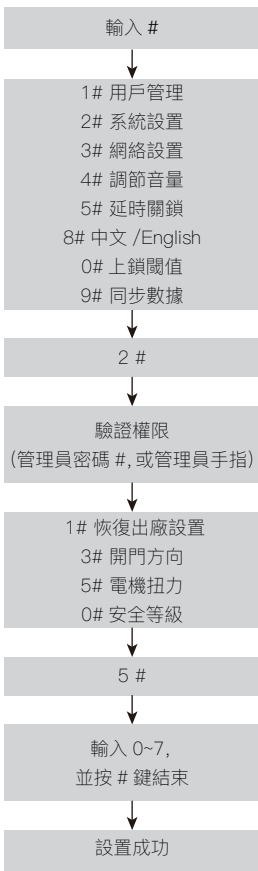 輸入 #
1# 用戶管理
2# 系統設置
3# 網絡設置
4# 調節音量
5# 延時關鎖
8# 中文 /English
0# 上鎖閾值
9# 同步數據
2 #
驗證權限
(管理員密碼 #, 或管理員手指)
1# 恢復出廠設置
3# 開門方向
5# 電機扭力
0# 安全等級
5 #
輸入 0~7,
並按 # 鍵結束
設置成功